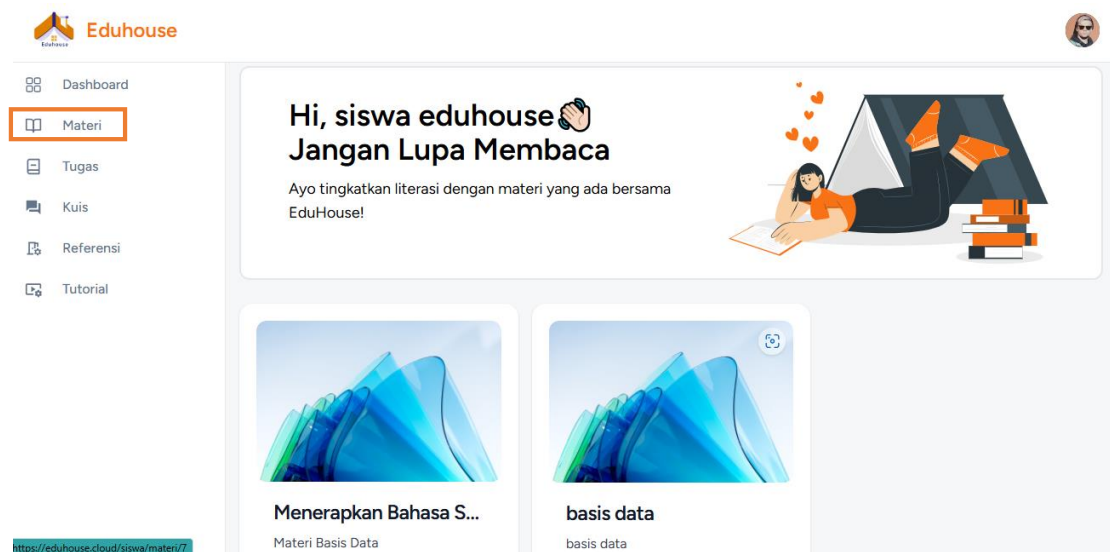 Eduhouse
Eduhouse
Dashboard
Materi
Tugas
Kuis
Referensi
Tutorial
Hi, siswa eduhouse👋🏻
Jangan Lupa Membaca
Ayo tingkatkan literasi dengan materi yang ada bersama
EduHouse!
Menerapkan Bahasa S...
Materi Basis Data
basis data
basis data
https://eduhouse.cloud/siswa/materi/7